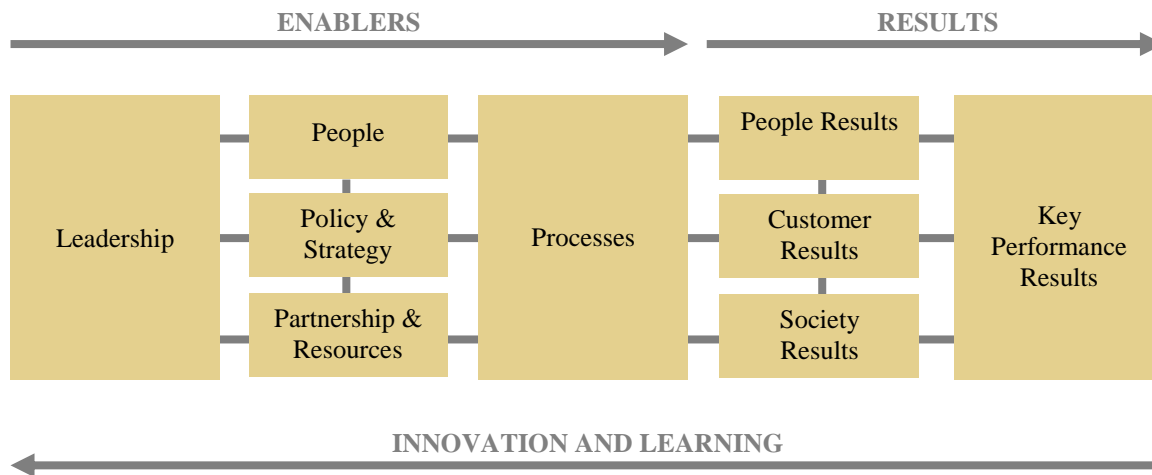 ENABLERS
RESULTS
People
People Results
Leadership
Policy &
Strategy
Processes
Customer
Results
Key
Performance
Results
Partnership &
Resources
Society
Results
INNOVATION AND LEARNING